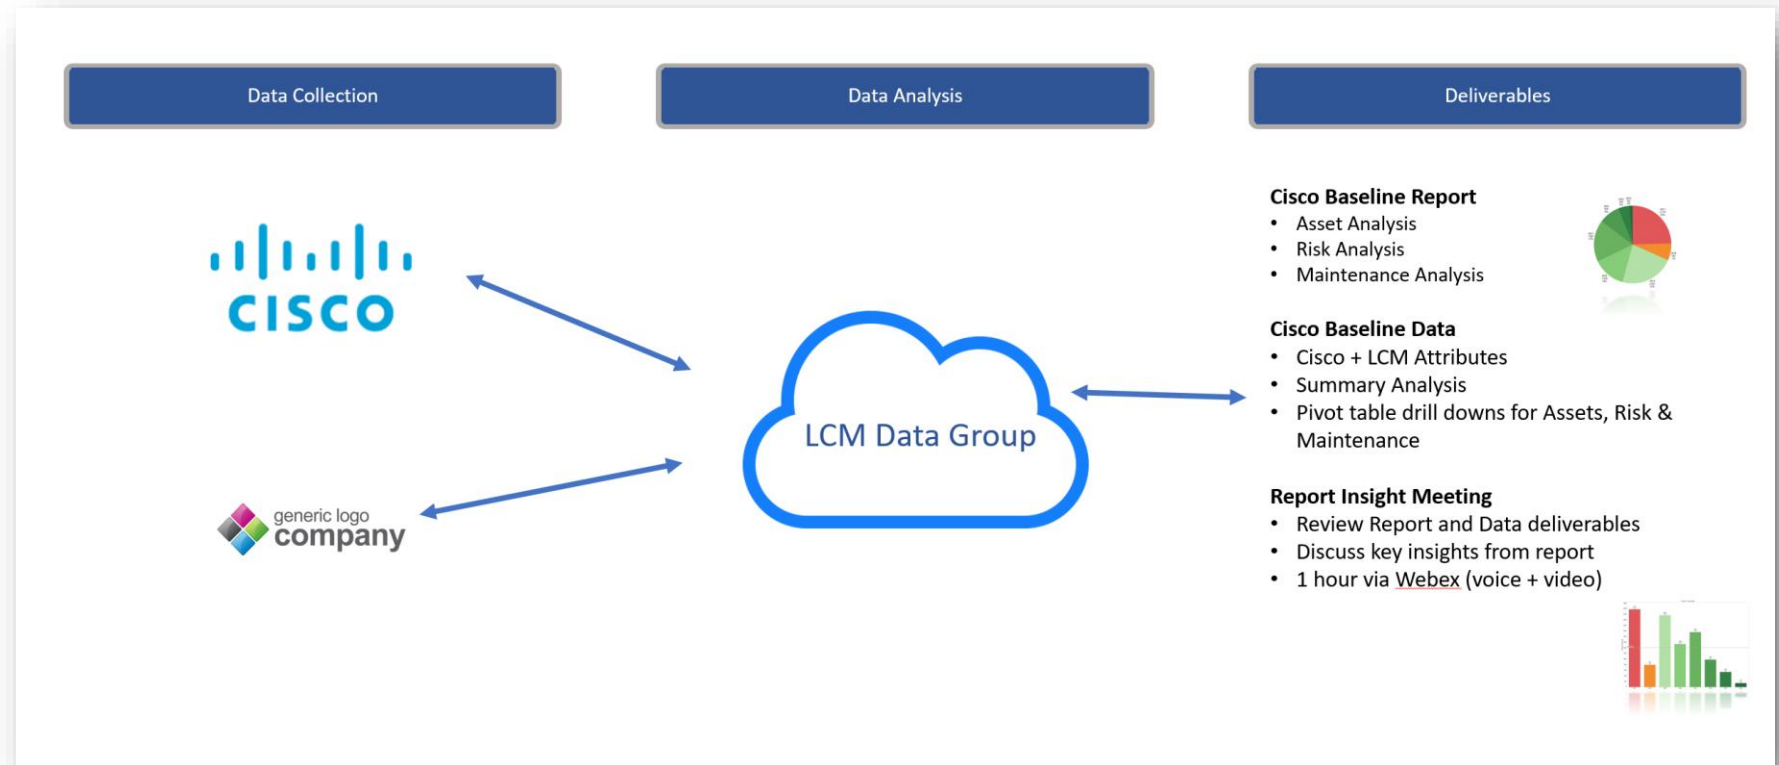 Data Collection
Data Analysis
Deliverables
CISCO
generic logo
company
LCM Data Group
Cisco Baseline Report
• Asset Analysis
• Risk Analysis
• Maintenance Analysis
Cisco Baseline Data
• Cisco + LCM Attributes
• Summary Analysis
• Pivot table drill downs for Assets, Risk &
Maintenance
Report Insight Meeting
• Review Report and Data deliverables
• Discuss key insights from report
• 1 hour via Webex (voice + video)